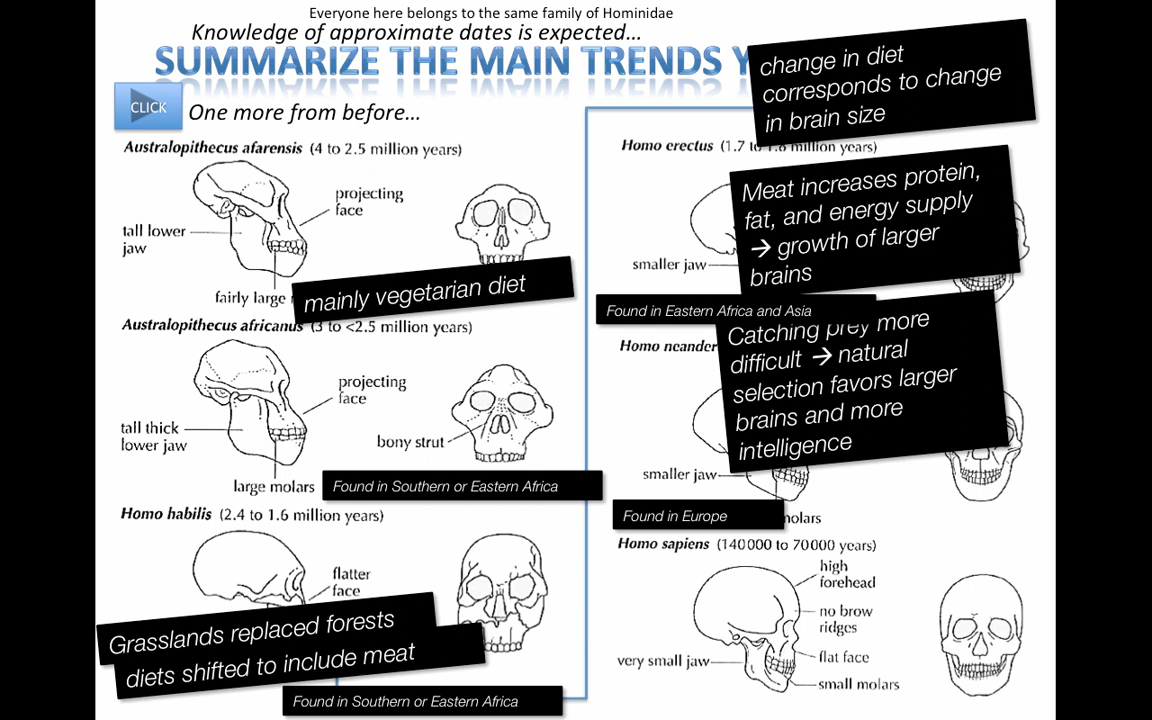 Everyone here belongs to the same family of Hominidae
Knowledge of approximate dates is expected…
SUMMARIZE THE MAIN TRENDS Y
CLICK
One more from before…
Australopithecus afarensis (4 to 2.5 million years)
projecting
face
tall lower
jaw
fairly large
mainly vegetarian diet
Australopithecus africanus (3 to <2.5 million years)
projecting
face
tall thick
lower jaw
bony strut
large molars
Found in Southern or Eastern Africa
Homo habilis (2.4 to 1.6 million years)
flatter
face
Grasslands replaced forests
diets shifted to include meat
Found in Southern or Eastern Africa
change in diet
corresponds to change
in brain size
Homo erectus (1.7 to million years)
Meat increases protein,
fat, and energy supply
→ growth of larger
brains
smaller jaw
Found in Eastern Africa and Asia
Homo neander
Catching prey more
difficult → natural
selection favors larger
brains and more
intelligence
smaller jaw
Found in Europe
molars
Homo sapiens (140 000 to 70 000 years)
high
forehead
no brow
ridges
very small jaw
flat face
small molars